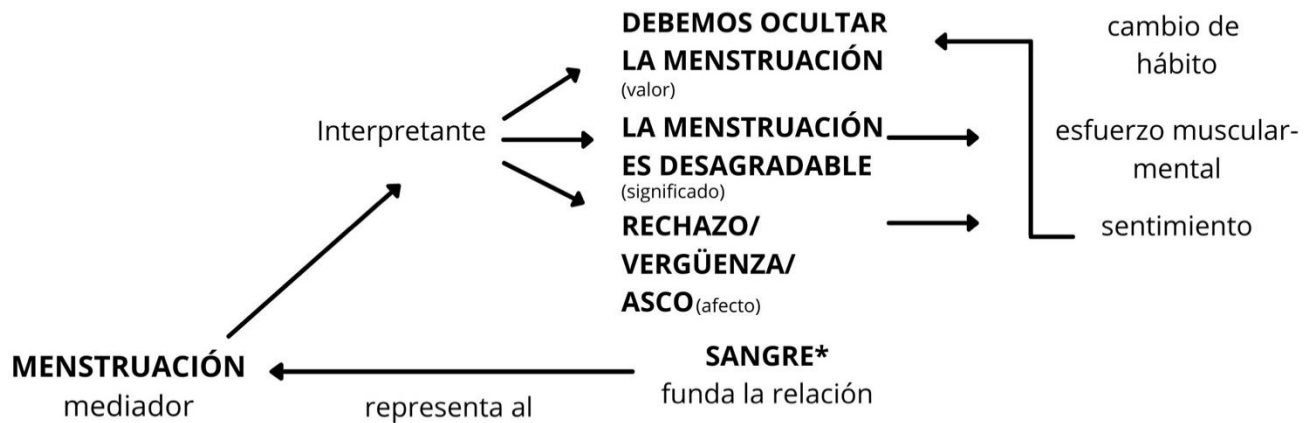 DEBEMOS OCULTAR
LA MENSTRUACIÓN
(valor)
cambio de
hábito
Interpretante
LA MENSTRUACIÓN
ES DESAGRADABLE
(significado)
esfuerzo muscular-
mental
RECHAZO/
VERGÜENZA/
ASCO (afecto)
sentimiento
MENSTRUACIÓN
mediador
representa al
SANGRE*
funda la relación